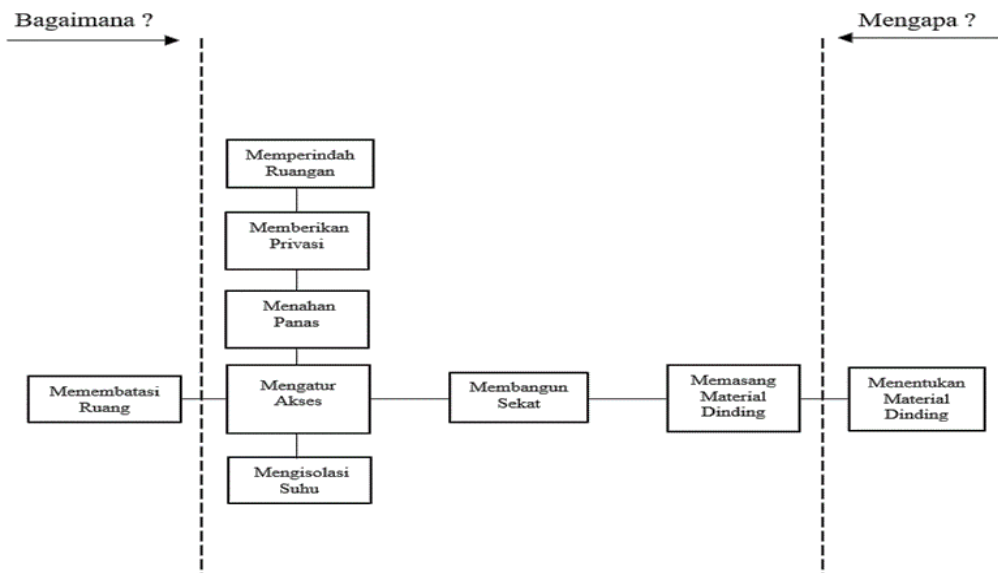 Bagaimana ?
Mengapa ?
Memperindah
Ruangan
Memberikan
Privasi
Menahan
Panas
Memembatasi
Ruang
Mengatur
Akses
Membangun
Sekat
Memasang
Material
Dinding
Menentukan
Material
Dinding
Mengisolasi
Suhu